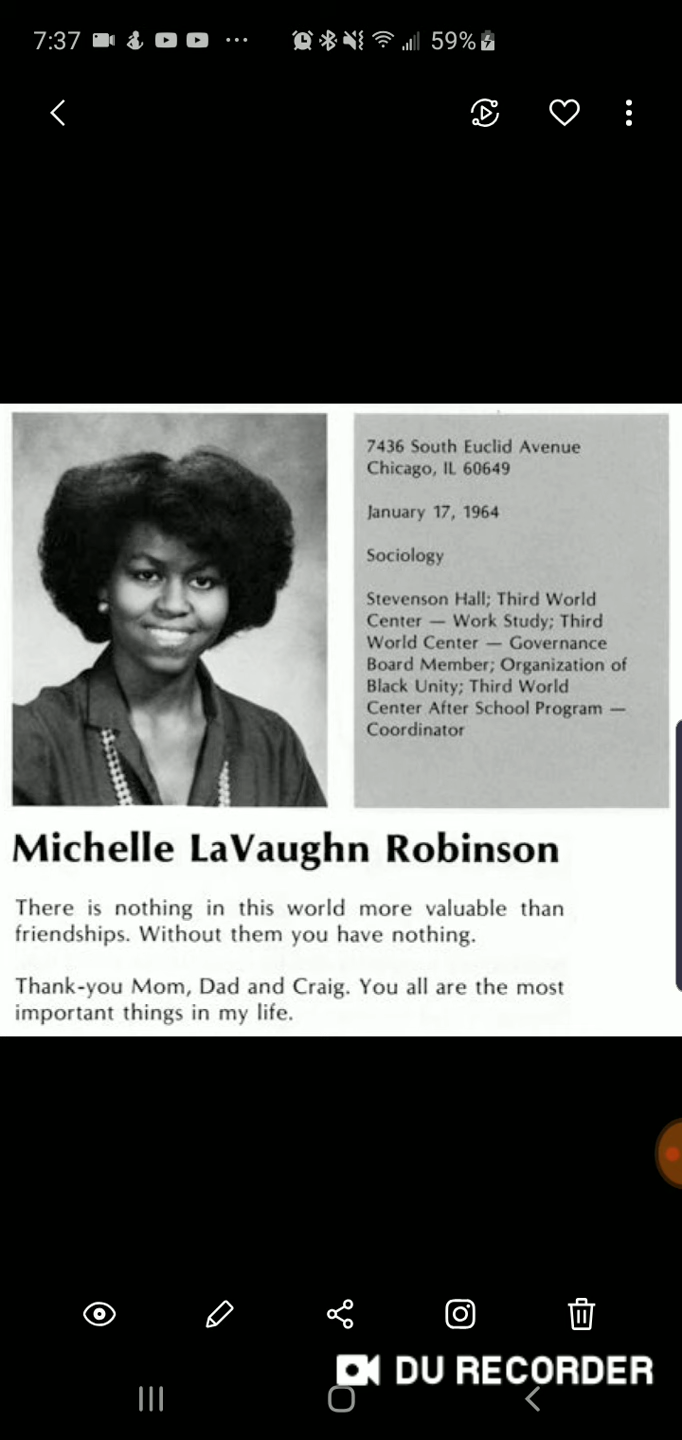 7:37
59%
7436 South Euclid Avenue
Chicago, IL 60649
January 17, 1964
Sociology
Stevenson Hall; Third World
Center — Work Study; Third
World Center — Governance
Board Member; Organization of
Black Unity; Third World
Center After School Program —
Coordinator
Michelle LaVaughn Robinson
There is nothing in this world more valuable than
friendships. Without them you have nothing.
Thank-you Mom, Dad and Craig. You all are the most
important things in my life.
DU RECORDER